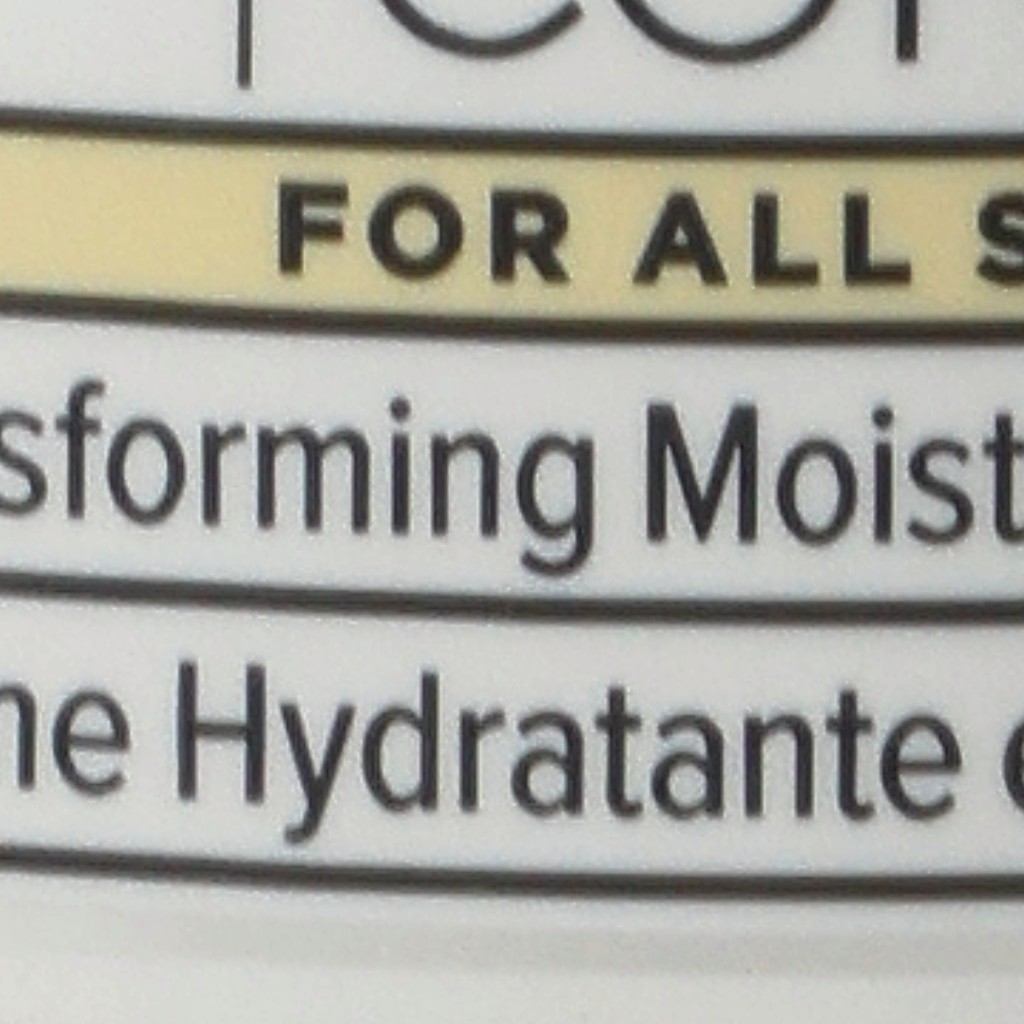 FOR ALL S
sforming Moist
ne Hydratante